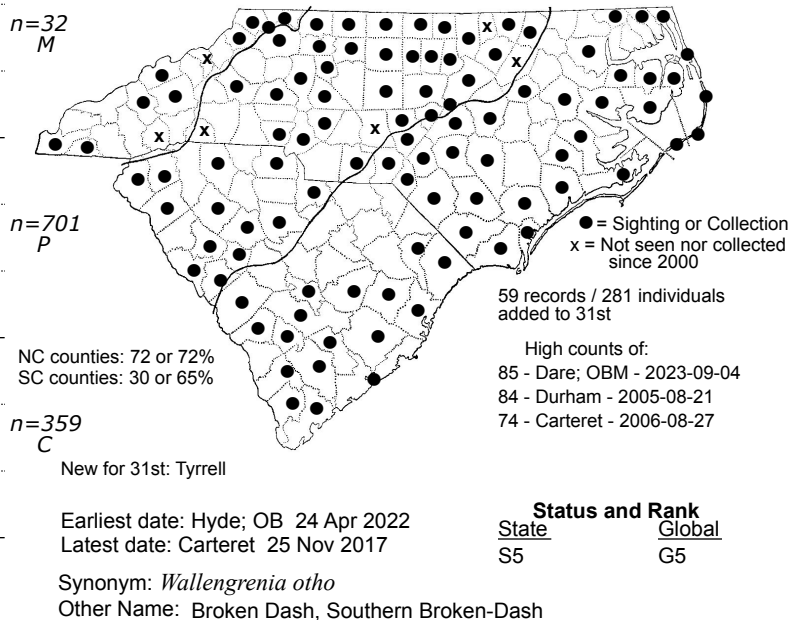 n=32
M
n=701
P
n=359
C
● = Sighting or Collection
x = Not seen nor collected
since 2000
59 records / 281 individuals
added to 31st
High counts of:
85 - Dare; OBM - 2023-09-04
84 - Durham - 2005-08-21
74 - Carteret - 2006-08-27
NC counties: 72 or 72%
SC counties: 30 or 65%
New for 31st: Tyrrell
Earliest date: Hyde; OB 24 Apr 2022
Latest date: Carteret 25 Nov 2017
Status and Rank
State Global
S5 G5
Synonym: Wallengrenia otho
Other Name: Broken Dash, Southern Broken-Dash